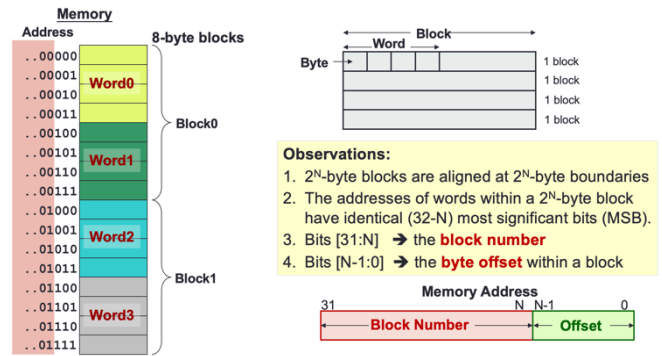 Memory
Address
8-byte blocks
..00000
..00001
..00010
..00011
..00100
..00101
..00110
..00111
..01000
..01001
..01010
..01011
..01100
..01101
..01110
..01111
Word0
Word1
Word2
Word3
Block0
Block1
Block
Word
Byte
1 block
1 block
1 block
1 block
Observations:
1. 2ᴺ-byte blocks are aligned at 2ᴺ-byte boundaries
2. The addresses of words within a 2ᴺ-byte block
have identical (32-N) most significant bits (MSB).
3. Bits [31:N] ➔ the block number
4. Bits [N-1:0] ➔ the byte offset within a block
Memory Address
31 N N-1 0
Block Number Offset